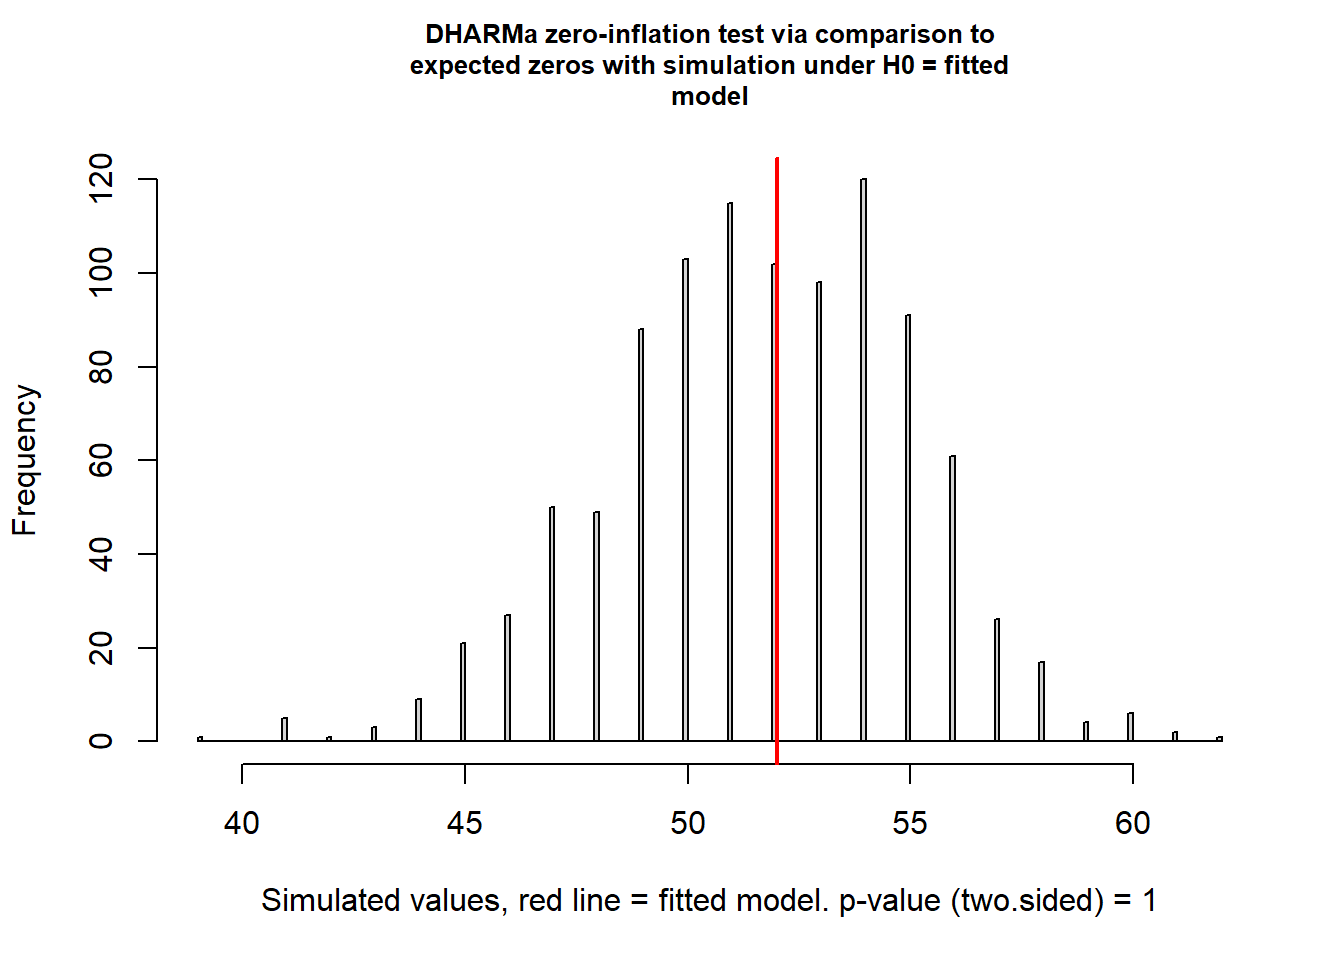 DHARMa zero-inflation test via comparison to
expected zeros with simulation under H0 = fitted
model
Frequency
120
100
80
60
40
20
0
40 45 50 55 60
Simulated values, red line = fitted model. p-value (two.sided) = 1